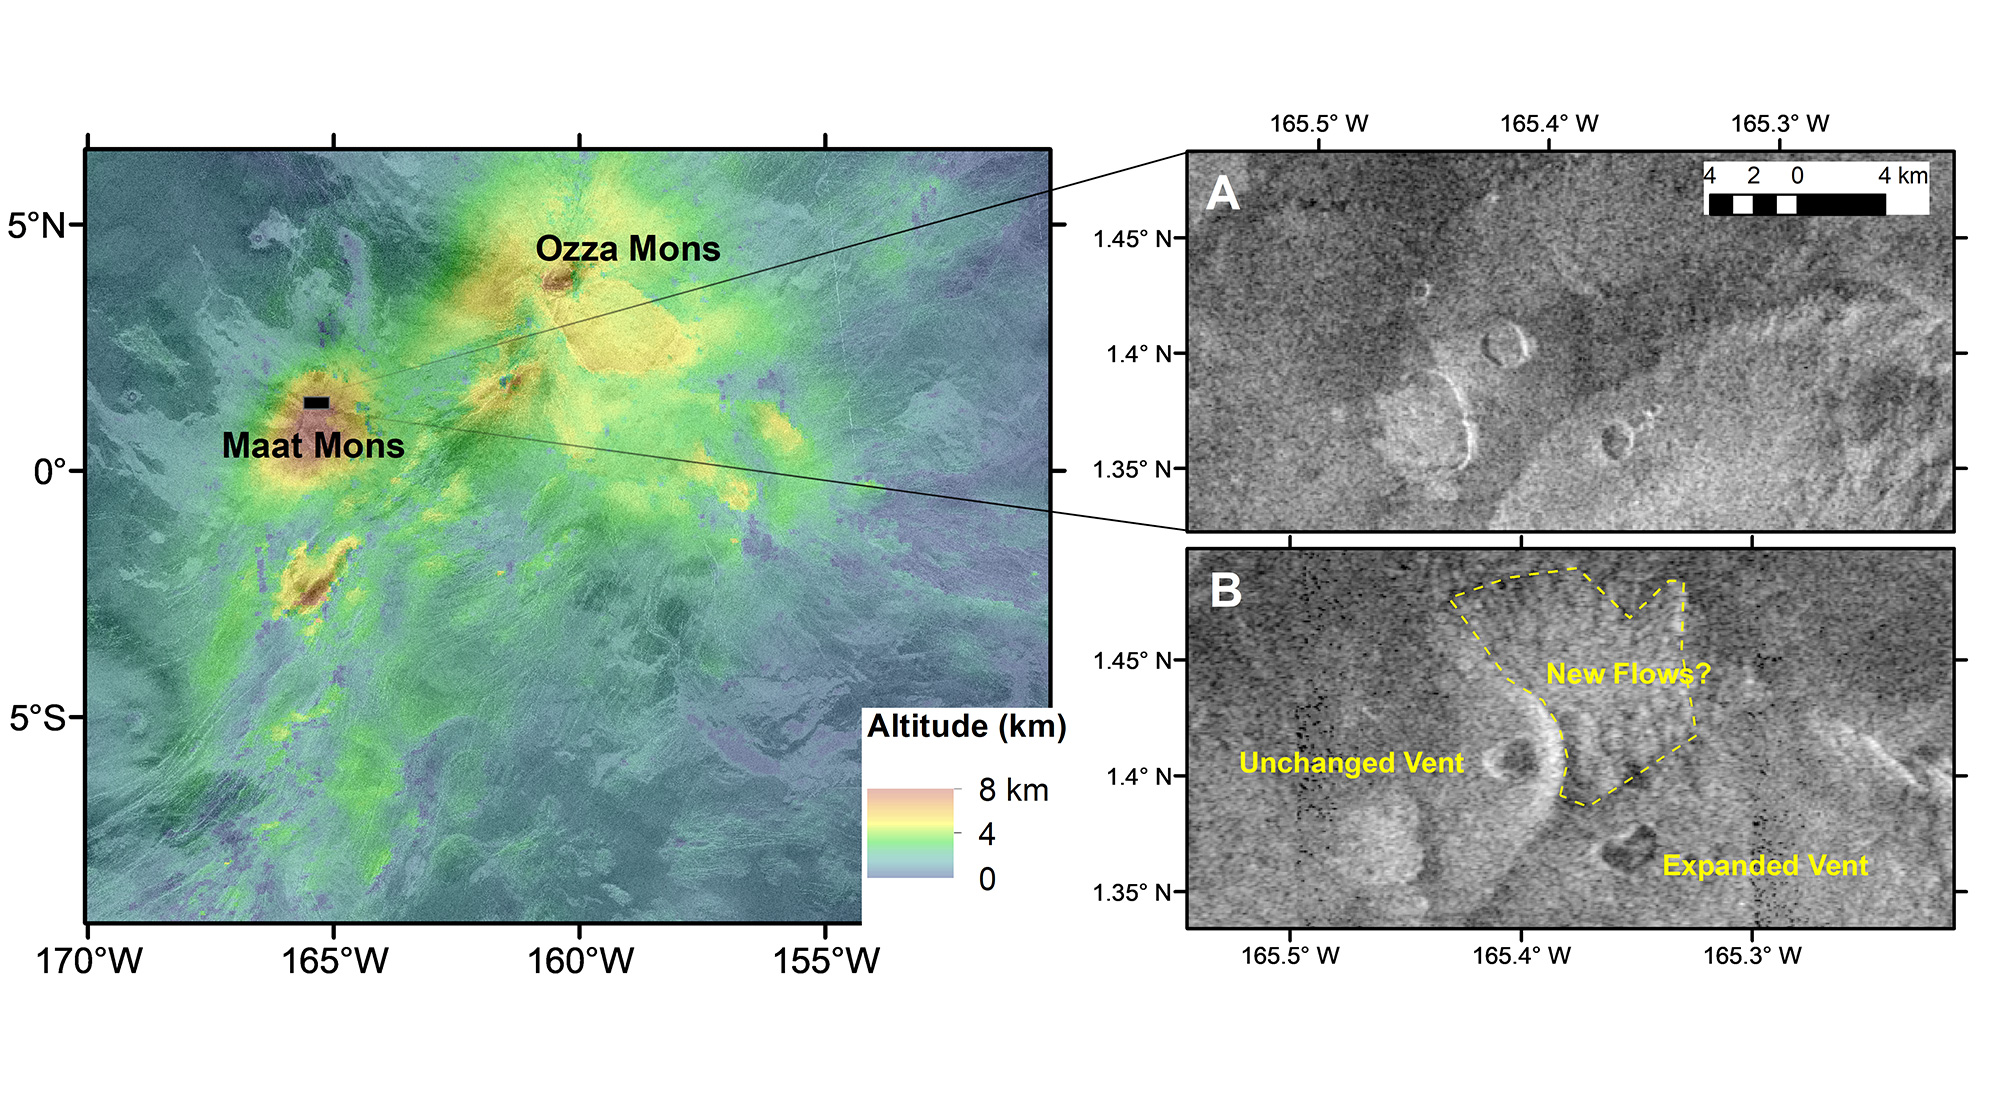 5°N
0°
5°S
170°W
165°W
160°W
155°W
Ozza Mons
Maat Mons
Altitude (km)
8 km
4
0
165.5° W
165.4° W
165.3° W
A
4 2 0 4 km
1.45° N
1.4° N
1.35° N
B
New Flows?
Unchanged Vent
Expanded Vent
1.45° N
1.4° N
1.35° N
165.5° W
165.4° W
165.3° W